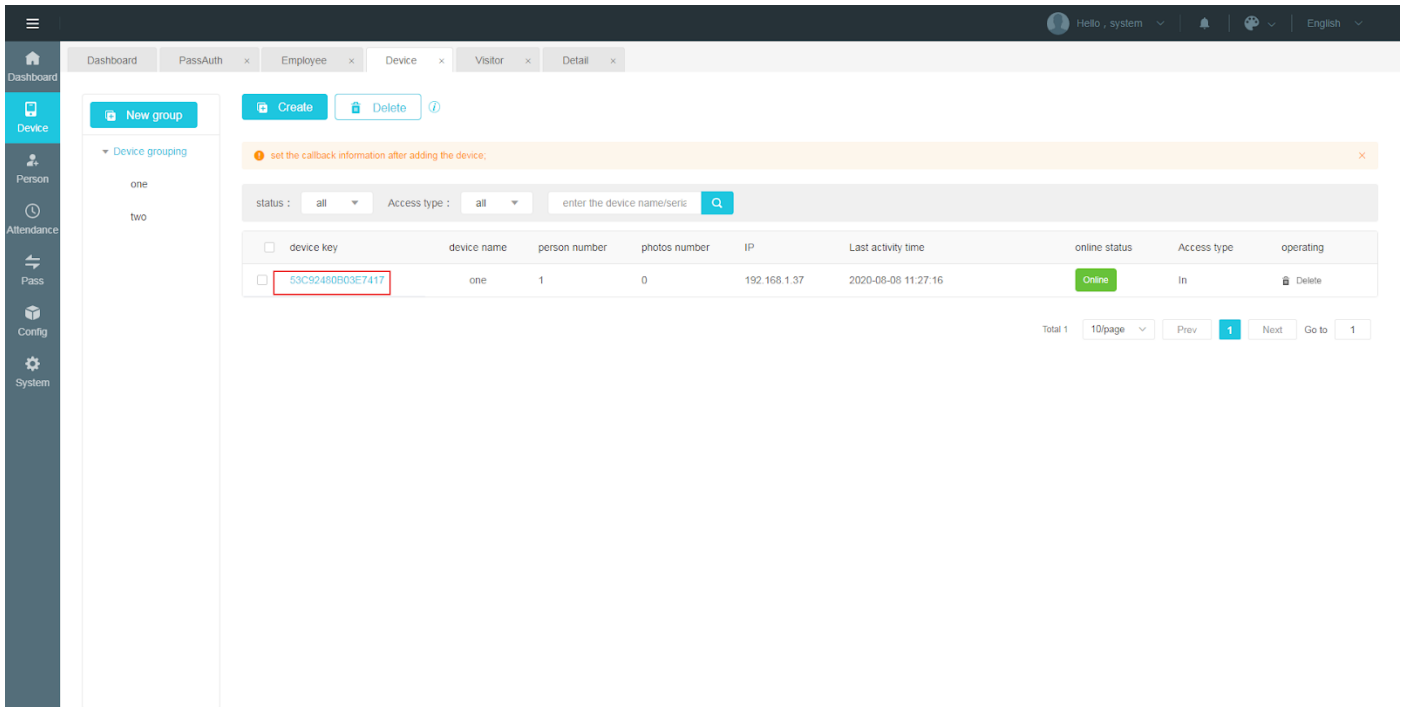 Hello , system English
Dashboard PassAuth × Employee × Device × Visitor × Detail ×
Dashboard
Device
Person
Attendance
Pass
Config
System
New group
Device grouping
one
two
Create Delete
set the callback information after adding the device;
status : all Access type : all enter the device name/seria
device key device name person number photos number IP Last activity time online status Access type operating
53C92480B03E7417 one 1 0 192.168.1.37 2020-08-08 11:27:16 Online In Delete
Total 1 10/page Prev 1 Next Go to 1